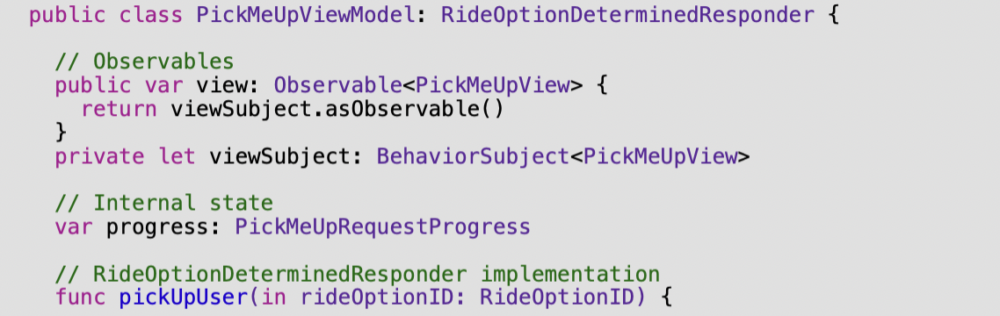 public class PickMeUpViewModel: RideOptionDeterminedResponder {
// Observables
public var view: Observable<PickMeUpView> {
return viewSubject.asObservable()
}
private let viewSubject: BehaviorSubject<PickMeUpView>
// Internal state
var progress: PickMeUpRequestProgress
// RideOptionDeterminedResponder implementation
func pickUpUser(in rideOptionID: RideOptionID) {